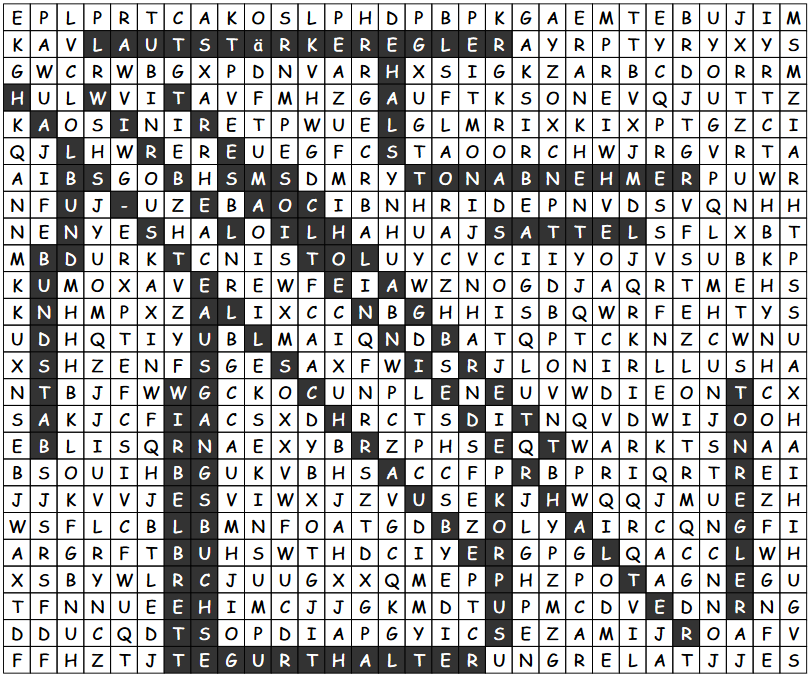 E P L P R T C A K O S L P H D P B P K G A E M T E B U J I M
K A V L A U T S T ä R K E R E G L E R A Y R P T Y R Y X Y S
G W C R W B G X P D N V A R H X S I G K Z A R B C D O R R M
H U L W V I T A V F M H Z G A U F T K S O N E V Q J U T T Z
K A O S I N I R E T P W U E L G L M R I X K I X P T G Z C I
Q J L H W R E R E U E G F C S T A O O R C H W J R G V R T A
A I B S G O B H S M S D M R Y T O N A B N E H M E R P U W R
N F U J - U Z E B A O C I B N H R I D E P N V D S V Q N H H
N E N Y E S H A L O I L H A H U A J S A T T E L S F L X B T
M B D U R K T C N I S T O L U Y C V C I I Y O J V S U B K P
K U M O X A V E R E W F E I A W Z N O G D J A Q R T M E H S
K N H M P X Z A L I X C C N B G H H I S B Q W R F E H T Y S
U D H Q T I Y U B L M A I Q N D B A T Q P T C K N Z C W N U
X S H Z E N F S G E S A X F W I S R J L O N I R L L U S H A
N T B J F W W G C K O C U N P L E N E U V W D I E O N T C X
S A K J C F I A C S X D H R C T S D I T N Q V D W I J O O H
E B L I S Q R N A E X Y B R Z P H S E Q T W A R K T S N A A
B S O U I H B G U K V B H S A C C F P R B P R I Q R T R E I
J J K V V J E S V I W X J Z V U S E K J H W Q Q J M U E Z H
W S F L C B L B M N F O A T G D B Z O L Y A I R C Q N G F I
A R G R F T B U H S W T H D C I Y E R G P G L Q A C C L W H
X S B Y W L R C J U U G X X Q M E P P H Z P O T A G N E G U
T F N N U E E H I M C J J G K M D T U P M C D V E D N R N G
D D U C Q D T S O P D I A P G Y I C S E Z A M I J R O A F V
F F H Z T J T E G U R T H A L T E R U N G R E L A T J J E S